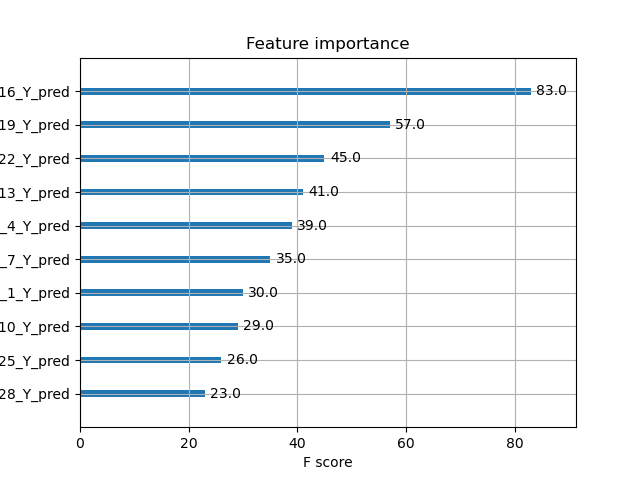 Feature importance
16_Y_pred 83.0
19_Y_pred 57.0
22_Y_pred 45.0
13_Y_pred 41.0
_4_Y_pred 39.0
_7_Y_pred 35.0
_1_Y_pred 30.0
10_Y_pred 29.0
25_Y_pred 26.0
28_Y_pred 23.0
0 20 40 60 80
F score